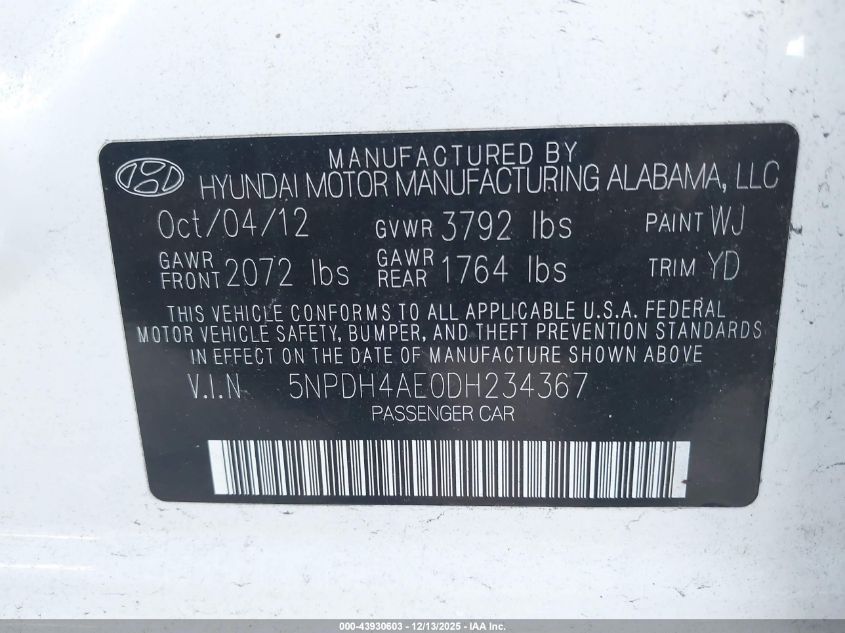 MANUFACTURED BY
HYUNDAI MOTOR MANUFACTURING ALABAMA, LLC
Oct/04/12 GVWR 3792 lbs PAINT WJ
GAWR FRONT 2072 lbs GAWR REAR 1764 lbs TRIM YD
THIS VEHICLE CONFORMS TO ALL APPLICABLE U.S.A. FEDERAL
MOTOR VEHICLE SAFETY, BUMPER, AND THEFT PREVENTION STANDARDS
IN EFFECT ON THE DATE OF MANUFACTURE SHOWN ABOVE
V.I.N 5NPDH4AE0DH234367
PASSENGER CAR
000-43930603 - 12/13/2025 - IAA Inc.